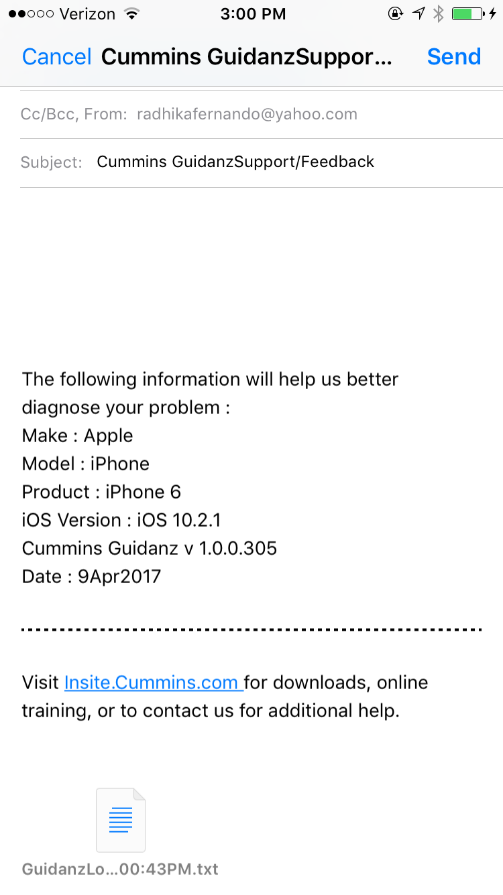 Verizon 3:00 PM
Cancel Cummins GuidanzSuppor... Send
Cc/Bcc, From: radhikafernando@yahoo.com
Subject: Cummins GuidanzSupport/Feedback
The following information will help us better
diagnose your problem :
Make : Apple
Model : iPhone
Product : iPhone 6
iOS Version : iOS 10.2.1
Cummins Guidanz v 1.0.0.305
Date : 9Apr2017
Visit Insite.Cummins.com for downloads, online
training, or to contact us for additional help.
GuidanzLo...00:43PM.txt